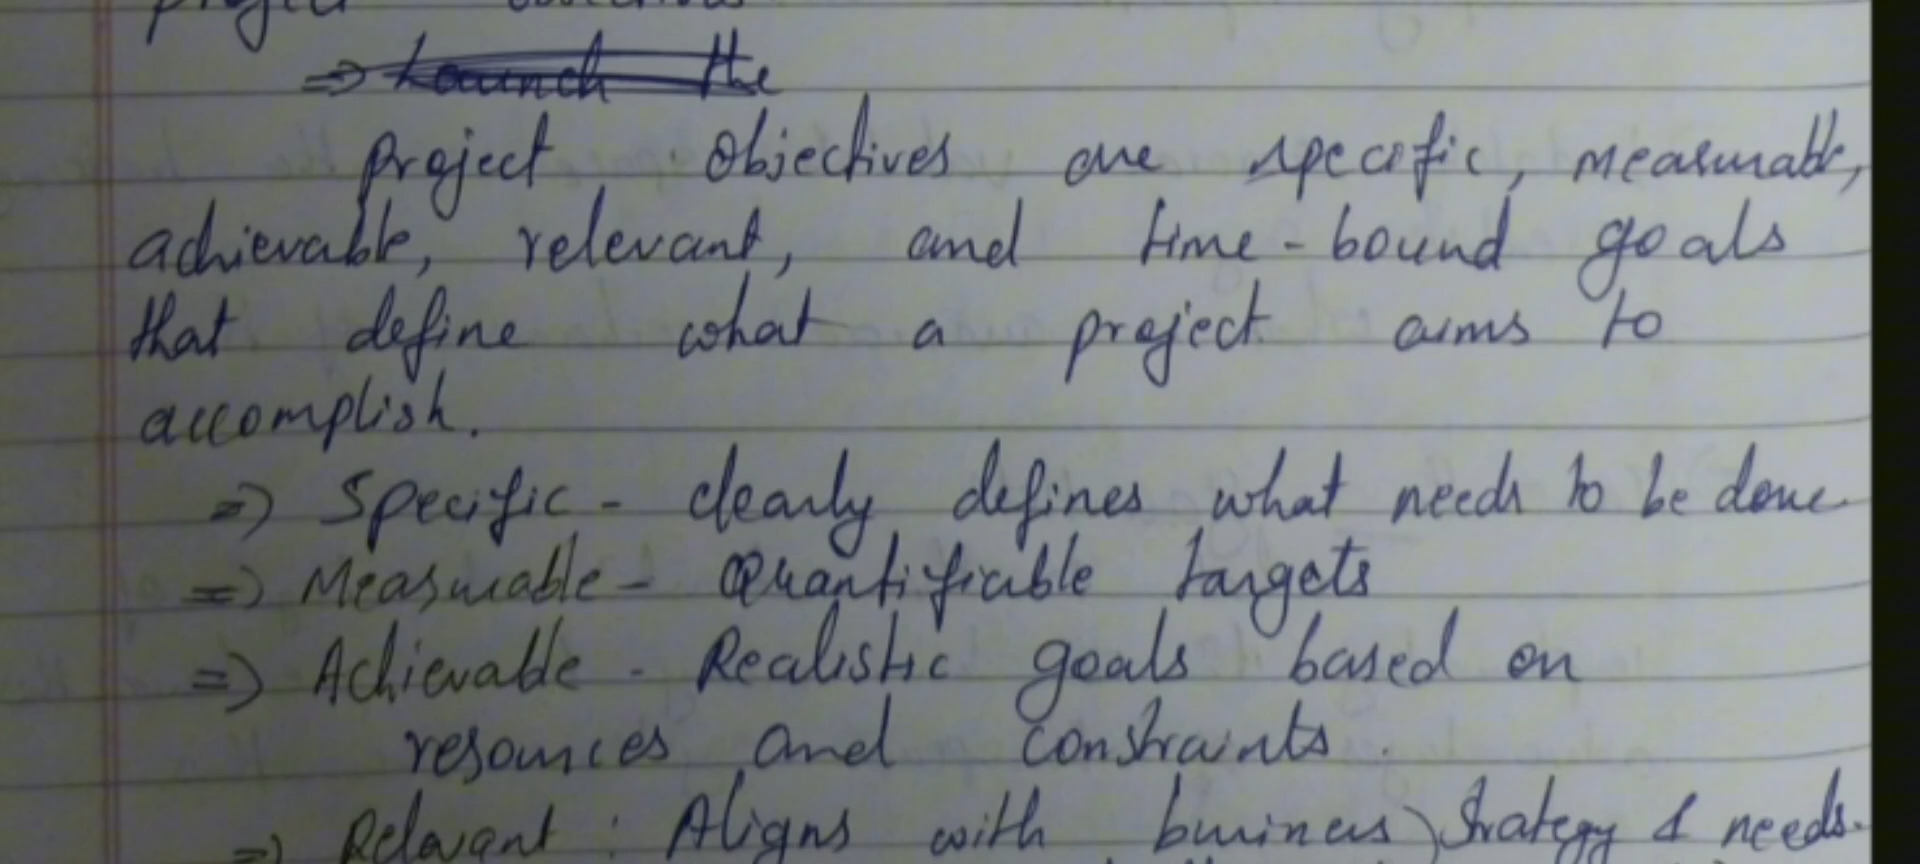 project
⇒ Launch the
project objectives are specific, measurable,
achievable, relevant, and time-bound goals
that define what a project aims to
accomplish.
⇒ Specific - clearly defines what needs to be done
⇒ Measurable - Quantifiable targets
⇒ Achievable - Realistic goals based on
resources and constraints.
⇒ Relevant : Aligns with business strategy & needs.